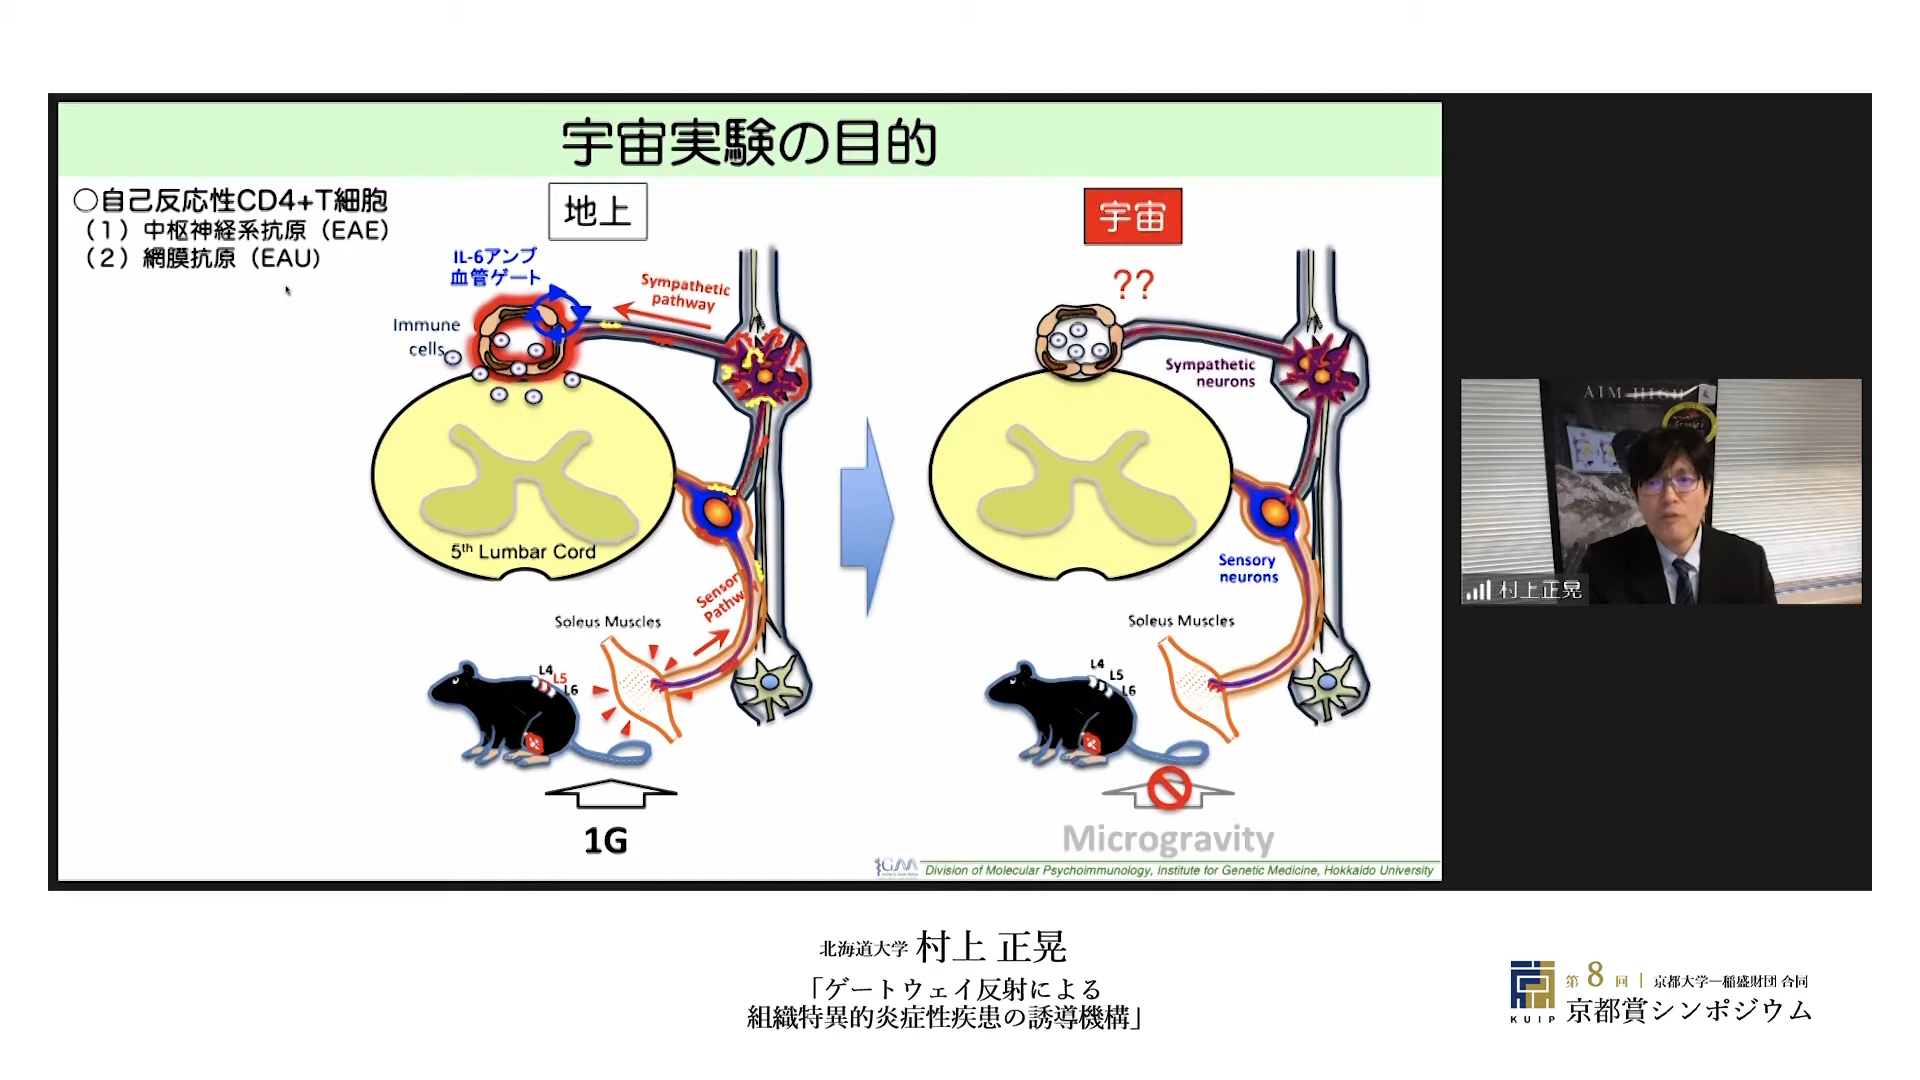 宇宙実験の目的
○自己反応性CD4+T細胞
（1）中枢神経系抗原（EAE）
（2）網膜抗原（EAU）
地上
IL-6アンプ
血管ゲート
Sympathetic
pathway
Immune
cells
5th Lumbar Cord
Sensory
Soleus Muscles
L4
L5
L6
1G
宇宙
??
Sympathetic
neurons
Sensory
neurons
Soleus Muscles
L4
L5
L6
Microgravity
Division of Molecular Psychoimmunology, Institute for Genetic Medicine, Hokkaido University
AIM HIGH
村上正晃
北海道大学 村上 正晃
「ゲートウェイ反射による
組織特異的炎症性疾患の誘導機構」
KUIP
第8回 | 京都大学−稲盛財団 合同
京都賞シンポジウム